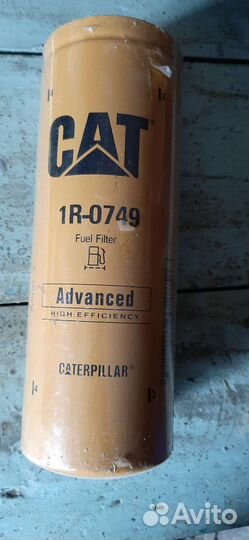 CAT®
1R-0749
Fuel Filter
Advanced
HIGH EFFICIENCY
CATERPILLAR®
Avito